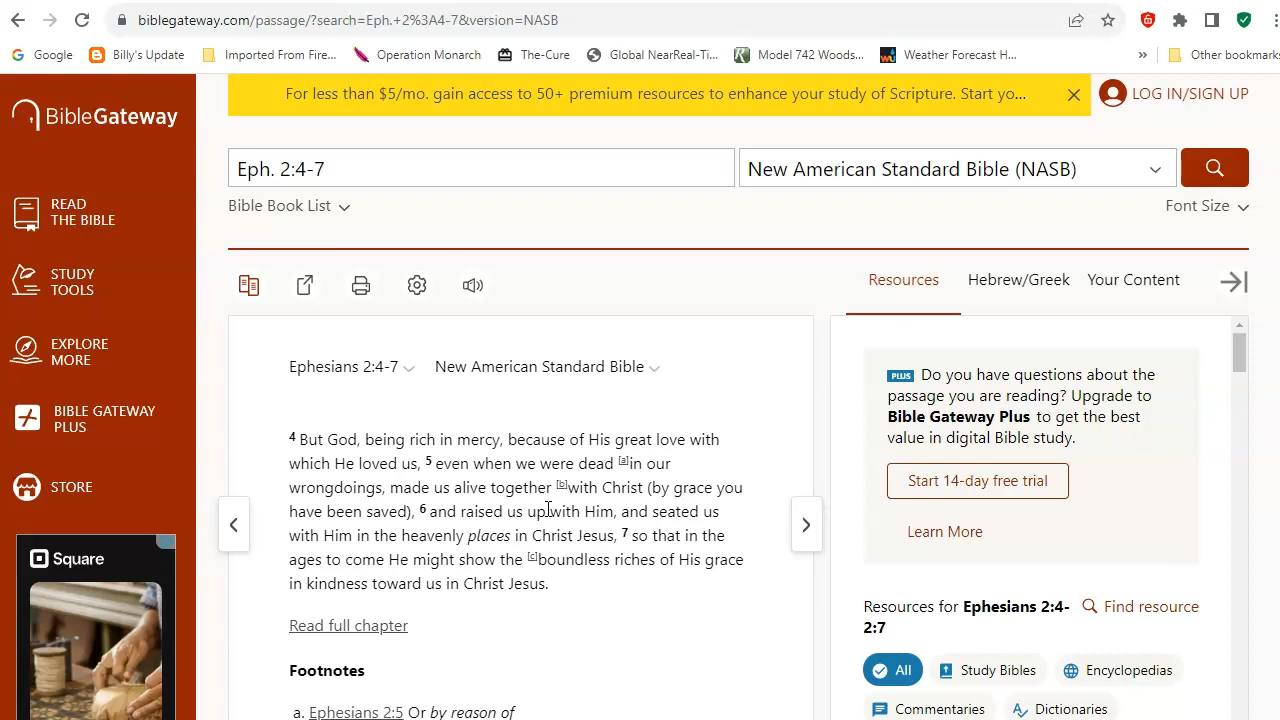 biblegateway.com/passage/?search=Eph.+2%3A4-7&version=NASB
Google Billy's Update Imported From Fire... Operation Monarch The-Cure Global NearReal-Ti... Model 742 Woods... Weather Forecast H... » Other bookmarks
BibleGateway
For less than $5/mo. gain access to 50+ premium resources to enhance your study of Scripture. Start yo...
LOG IN/SIGN UP
Eph. 2:4-7
New American Standard Bible (NASB)
Bible Book List
Font Size
READ
THE BIBLE
STUDY
TOOLS
EXPLORE
MORE
BIBLE GATEWAY
PLUS
STORE
Square
Resources Hebrew/Greek Your Content
Ephesians 2:4-7 New American Standard Bible
4 But God, being rich in mercy, because of His great love with
which He loved us, 5 even when we were dead [a]in our
wrongdoings, made us alive together [b]with Christ (by grace you
have been saved), 6 and raised us up with Him, and seated us
with Him in the heavenly places in Christ Jesus, 7 so that in the
ages to come He might show the [c]boundless riches of His grace
in kindness toward us in Christ Jesus.
Read full chapter
Footnotes
a. Ephesians 2:5 Or by reason of
PLUS Do you have questions about the
passage you are reading? Upgrade to
Bible Gateway Plus to get the best
value in digital Bible study.
Start 14-day free trial
Learn More
Resources for Ephesians 2:4-
2:7
Find resource
All Study Bibles Encyclopedias
Commentaries Dictionaries